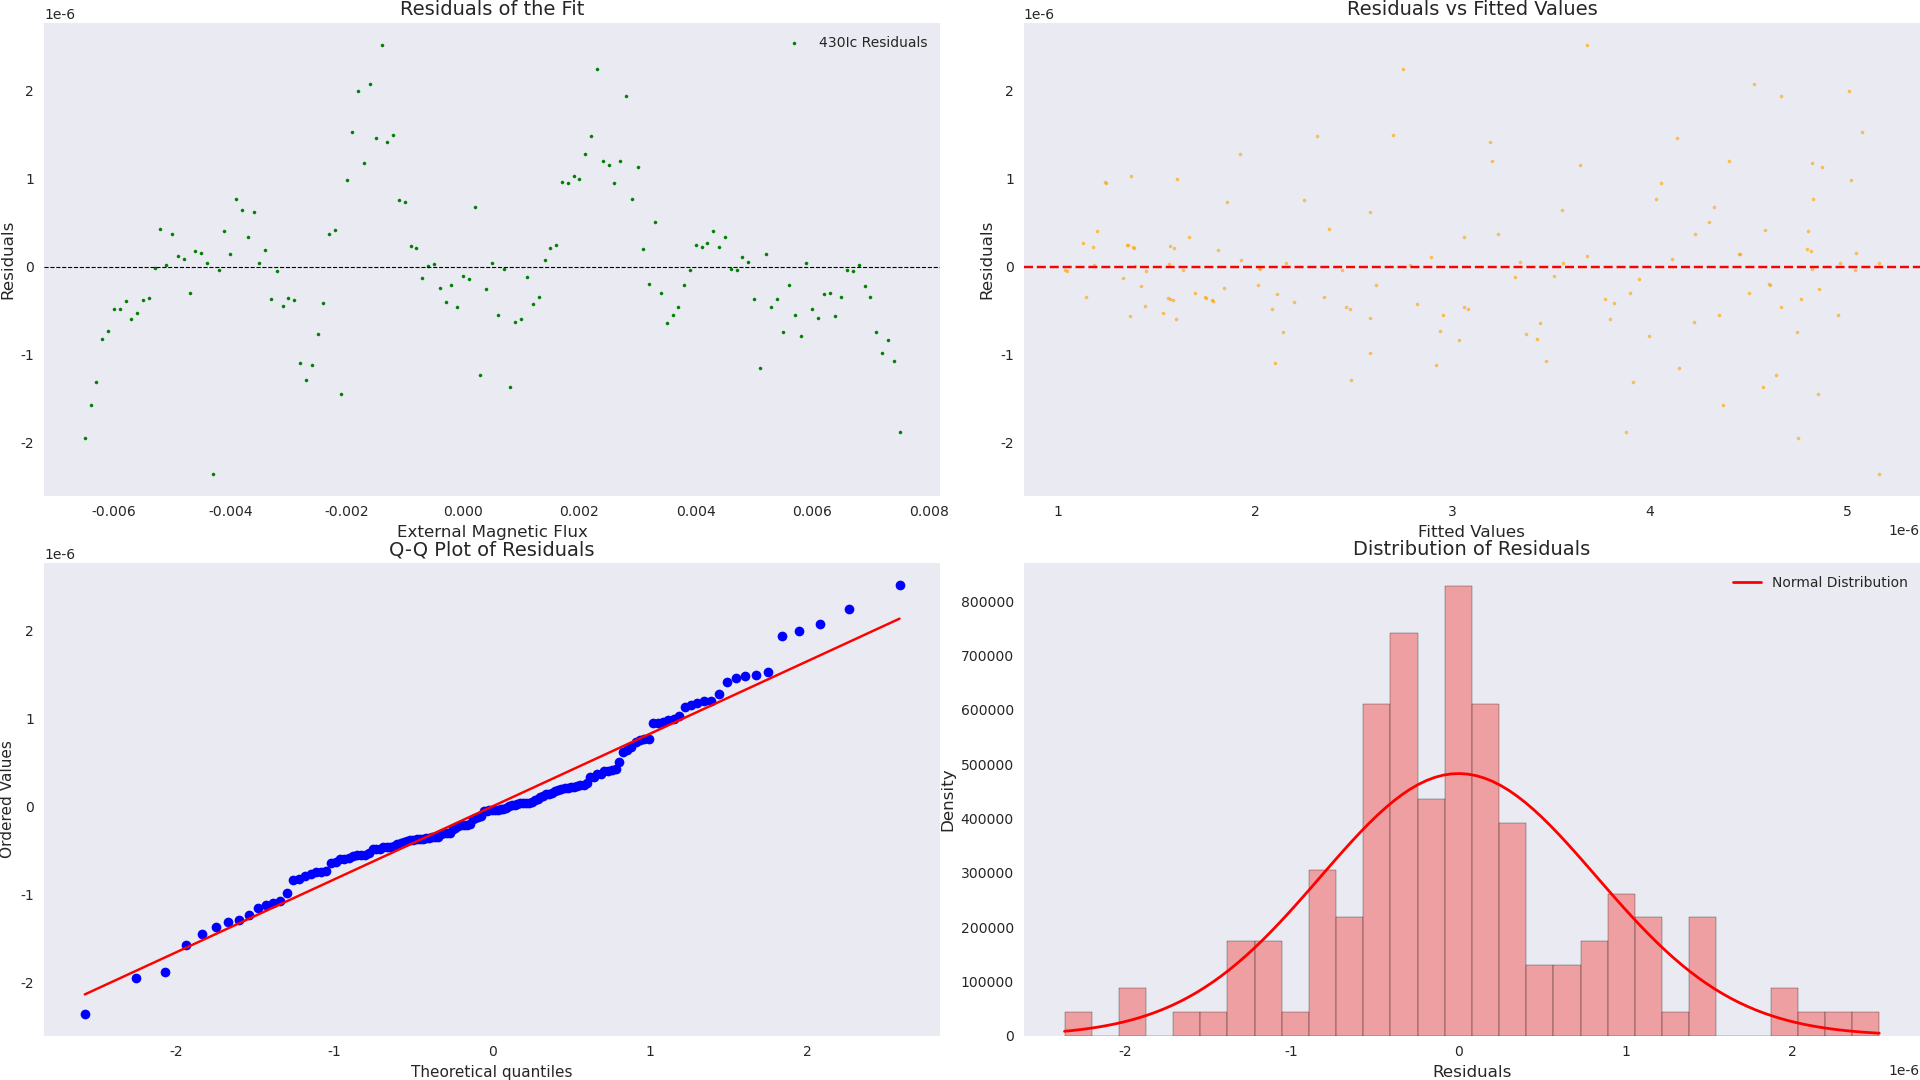 Residuals of the Fit
1e-6
430Ic Residuals
2
1
0
-1
-2
Residuals
-0.006 -0.004 -0.002 0.000 0.002 0.004 0.006 0.008
External Magnetic Flux
Residuals vs Fitted Values
1e-6
2
1
0
-1
-2
Residuals
1 2 3 4 5
1e-6
Fitted Values
Q-Q Plot of Residuals
1e-6
2
1
0
-1
-2
Ordered Values
-2 -1 0 1 2
Theoretical quantiles
Distribution of Residuals
Normal Distribution
800000
700000
600000
500000
400000
300000
200000
100000
0
Density
-2 -1 0 1 2
1e-6
Residuals